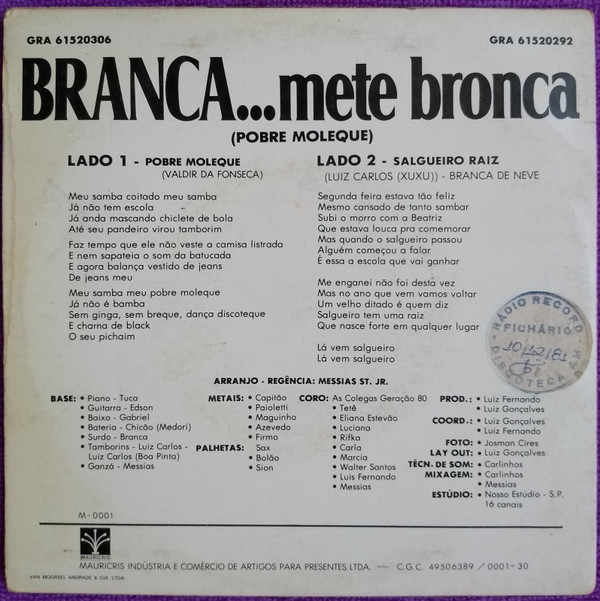 GRA 61520306
GRA 61520292
BRANCA...mete bronca
(POBRE MOLEQUE)
LADO 1 - POBRE MOLEQUE
(VALDIR DA FONSECA)
Meu samba coitado meu samba
Já não tem escola –
Já anda mascando chiclete de bola
Até seu pandeiro virou tamborim
Faz tempo que ele não veste a camisa listrada
E nem sapateia o som da batucada
E agora balança vestido de jeans
De jeans meu
Meu samba meu pobre moleque
Já não é bamba
Sem ginga, sem breque, dança discoteque
E charna de black
O seu pichaim
LADO 2 - SALGUEIRO RAIZ
(LUIZ CARLOS (XUXU)) - BRANCA DE NEVE
Segunda feira estava tão feliz
Mesmo cansado de tanto sambar
Subi o morro com a Beatriz
Que estava louca pra comemorar
Mas quando o salgueiro passou
Alguém começou a falar
É essa a escola que vai ganhar
Me enganei não foi desta vez
Mas no ano que vem vamos voltar
Um velho ditado é quem diz
Salgueiro tem uma raiz
Que nasce forte em qualquer lugar
Lá vem salgueiro
Lá vem salgueiro
RÁDIO RECORD
FICHÁRIO
DISCOTECA AM
ARRANJO - REGÊNCIA: MESSIAS ST. JR.
BASE: • Piano - Tuca
• Guitarra - Edson
• Baixo - Gabriel
• Bateria - Chicão (Medori)
• Surdo - Branca
• Tamborins - Luiz Carlos -
Luiz Carlos (Boa Pinta)
• Ganzá - Messias
METAIS: • Capitão
• Paioletti
• Maguinho
• Azevedo
• Firmo
PALHETAS: Sax
• Bolão
• Sion
CORO: As Colegas Geração 80
• Tetê
• Eliana Estevão
• Luciana
• Rifka
• Carla
• Marcia
• Walter Santos
• Luis Fernando
• Messias
PROD.: • Luiz Fernando
• Luiz Gonçalves
COORD.: • Luiz Gonçalves
• Luiz Fernando
FOTO: • Josman Cires
LAY OUT: • Luiz Gonçalves
TÉCN. DE SOM: • Carlinhos
MIXAGEM: • Carlinhos
• Messias
ESTÚDIO: • Nosso Estúdio - S.P.
16 canais
M-0001
MAURICRIS
MAURICRIS INDÚSTRIA E COMÉRCIO DE ARTIGOS PARA PRESENTES LTDA. — C.G.C. 49506389 / 0001-30
VAN MOORSEL ANDRADE & CIA. LTDA.